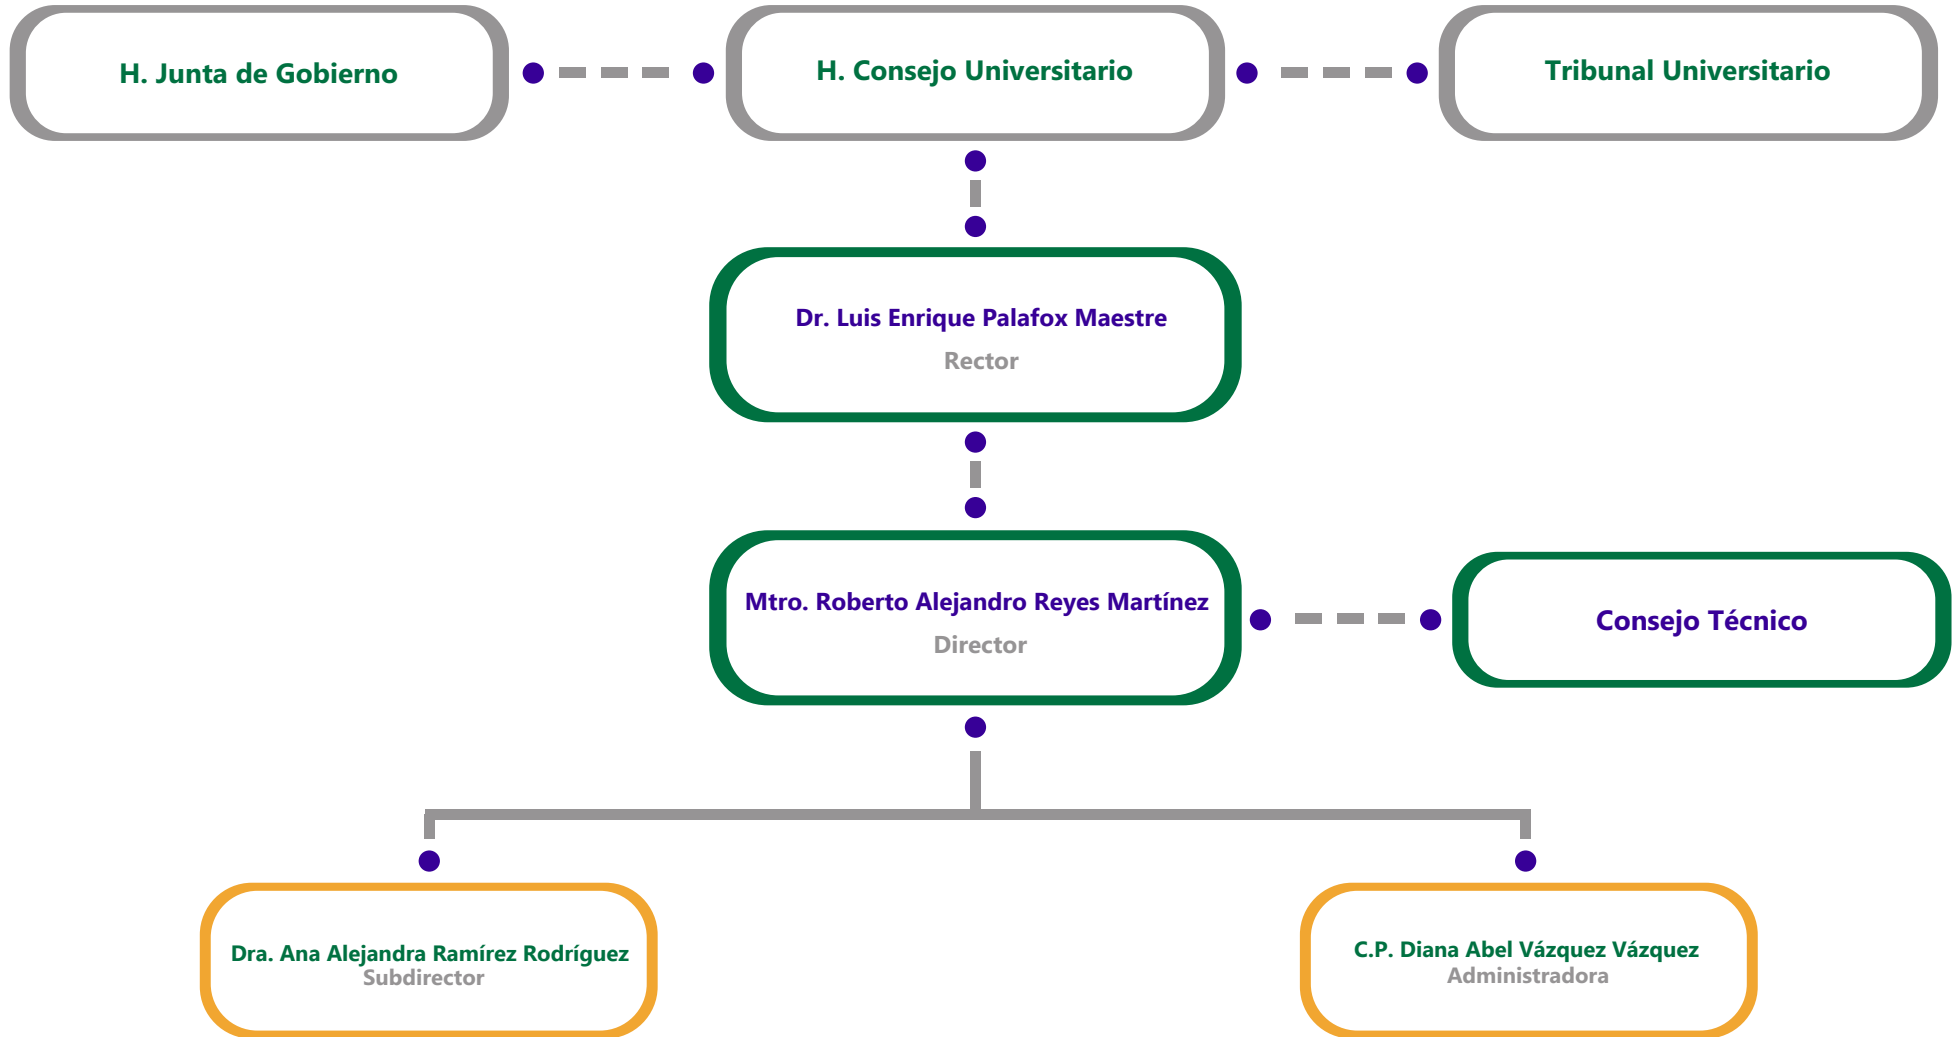 H. Junta de Gobierno
H. Consejo Universitario
Tribunal Universitario
Dr. Luis Enrique Palafox Maestre
Rector
Mtro. Roberto Alejandro Reyes Martínez
Director
Consejo Técnico
Dra. Ana Alejandra Ramírez Rodríguez
Subdirector
C.P. Diana Abel Vázquez Vázquez
Administradora